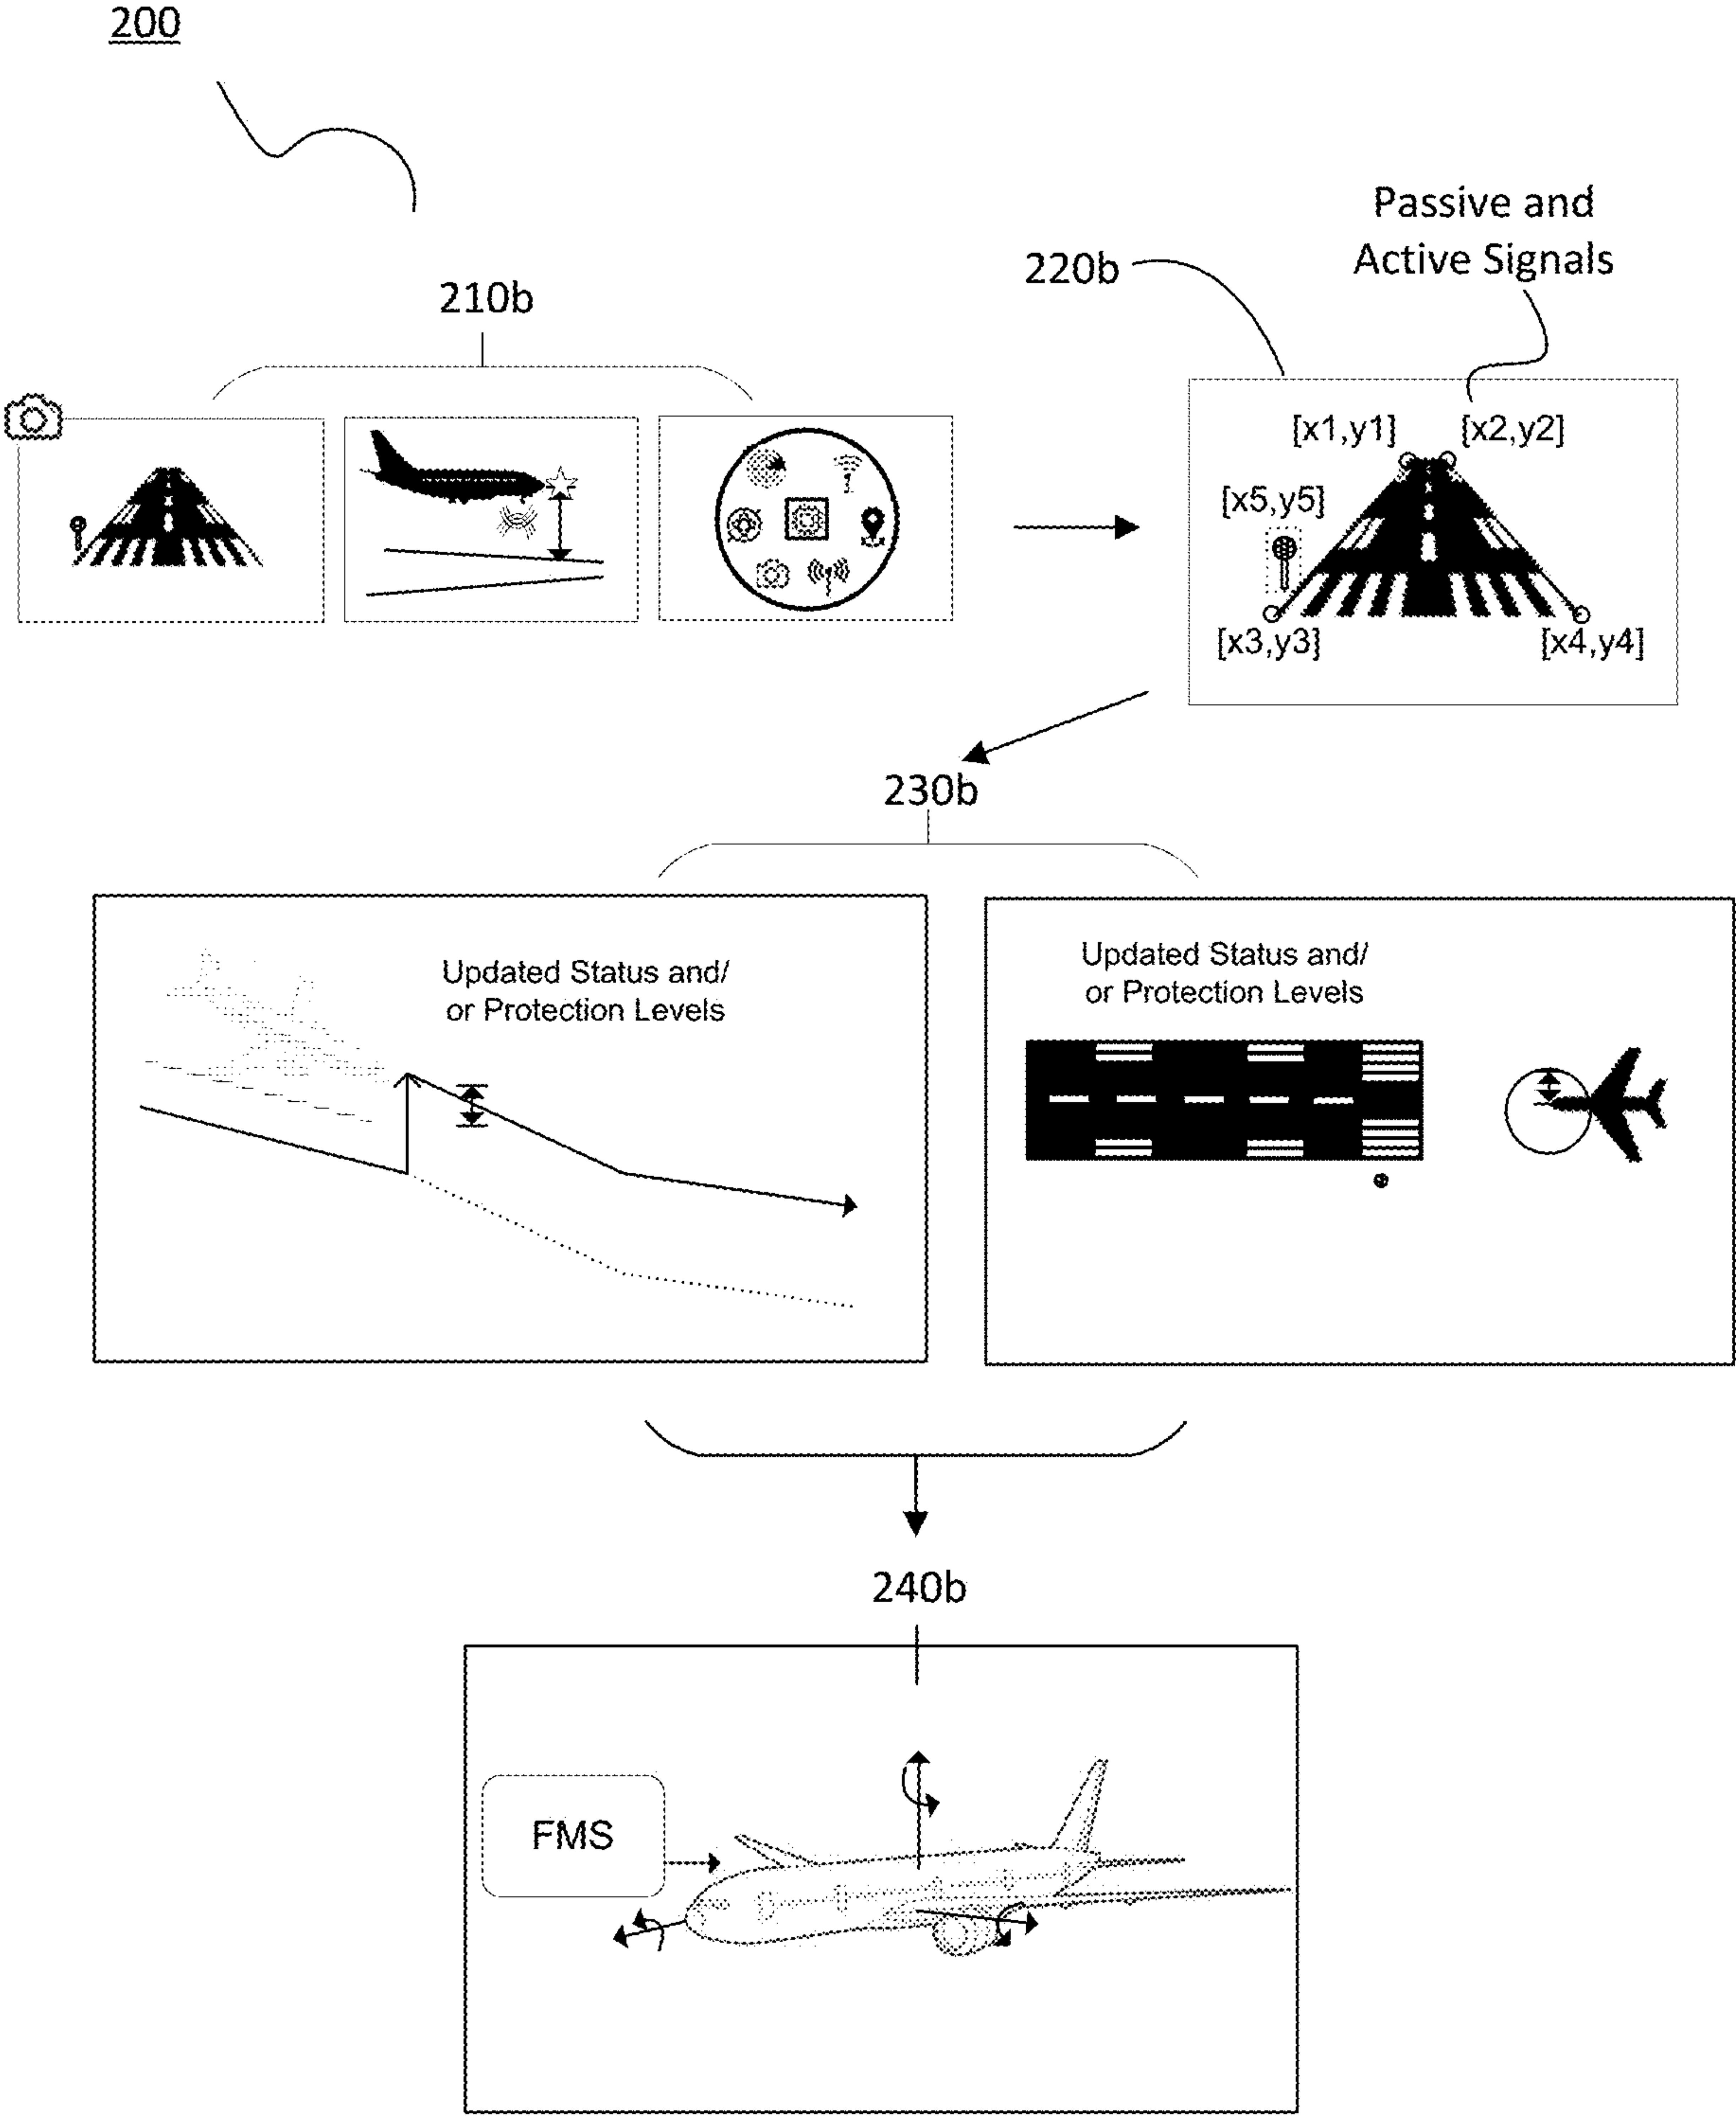 200
Passive and
Active Signals
220b
210b
[x1,y1] [x2,y2]
[x5,y5]
[x3,y3] [x4,y4]
230b
Updated Status and/
or Protection Levels
Updated Status and/
or Protection Levels
240b
FMS